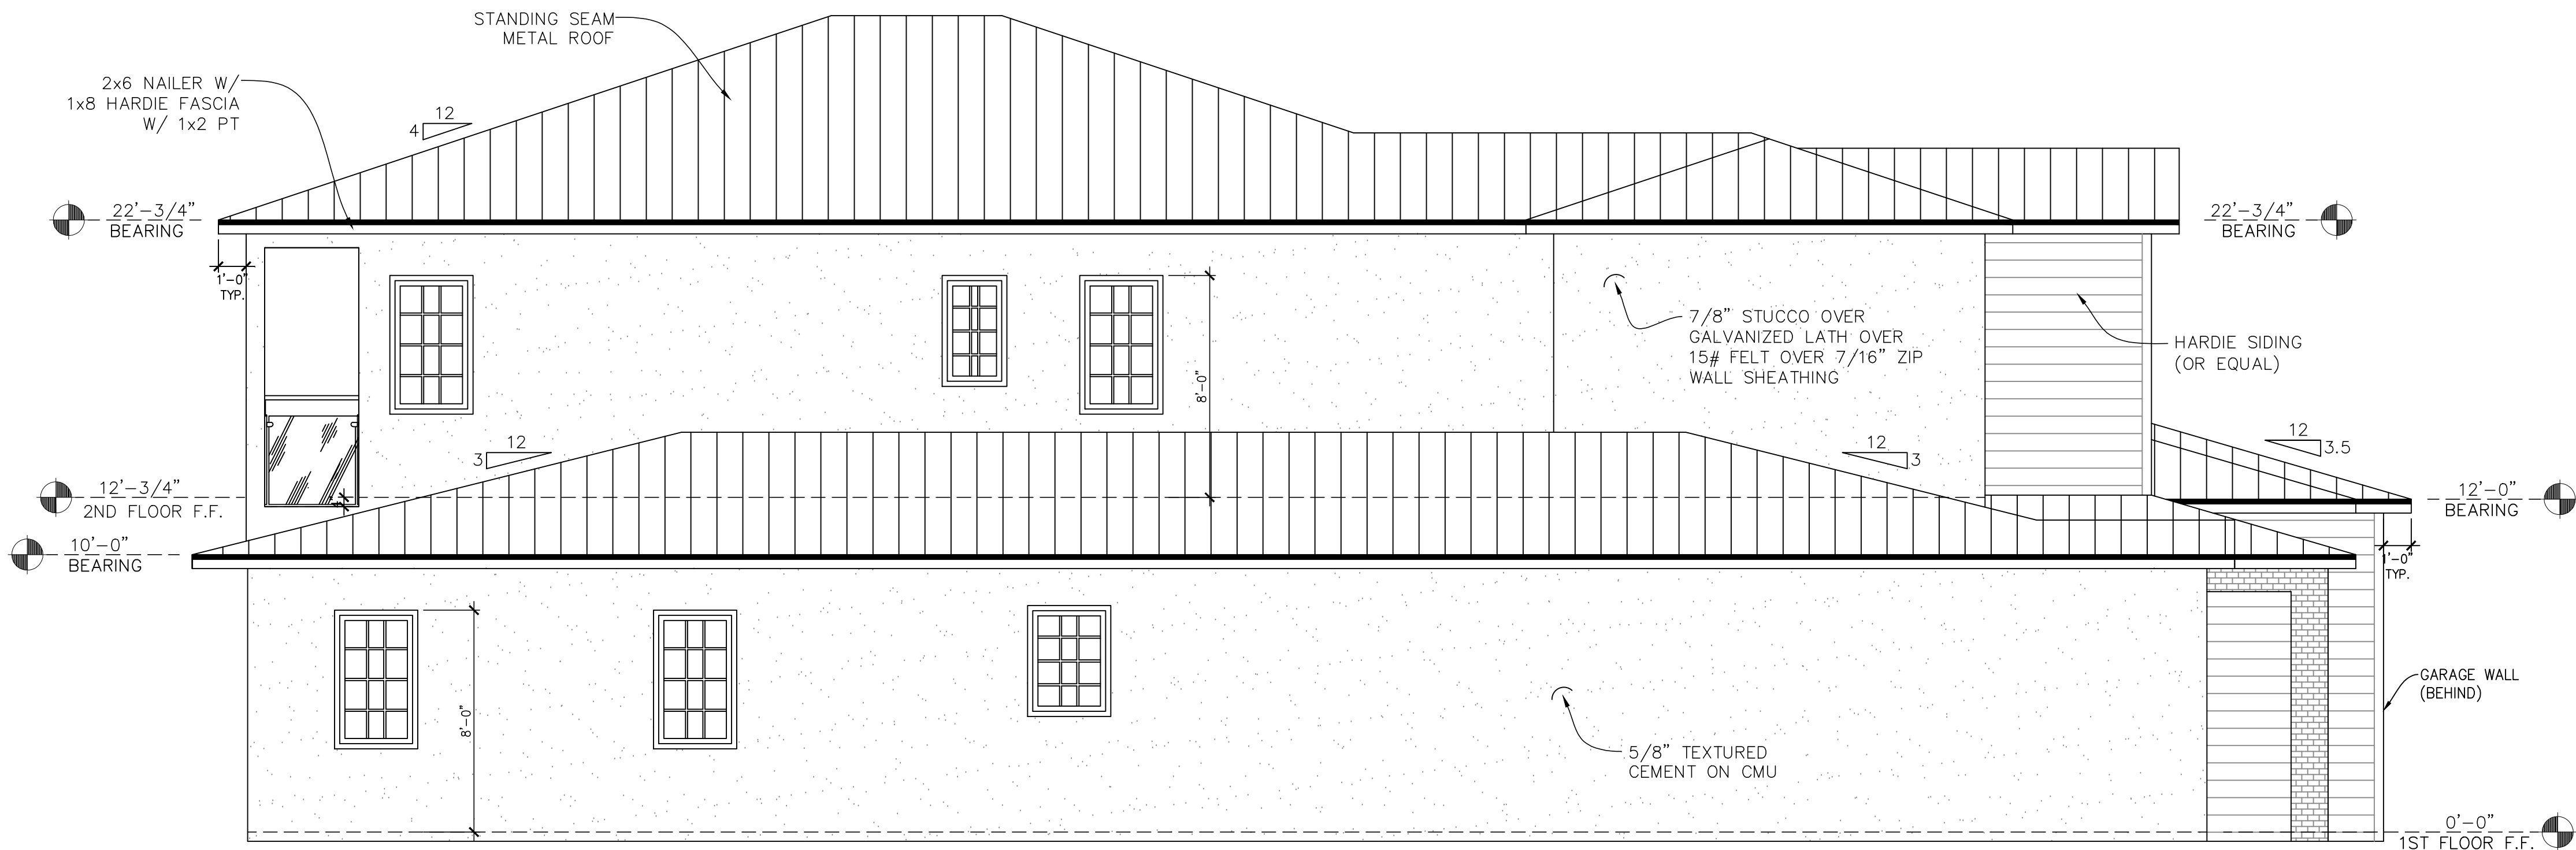 STANDING SEAM
METAL ROOF
2x6 NAILER W/
1x8 HARDIE FASCIA
W/ 1x2 PT
12
4
22'-3/4"
BEARING
22'-3/4"
BEARING
1'-0"
TYP.
8'-0"
7/8" STUCCO OVER
GALVANIZED LATH OVER
15# FELT OVER 7/16" ZIP
WALL SHEATHING
HARDIE SIDING
(OR EQUAL)
12
3
12
3
12
3.5
12'-3/4"
2ND FLOOR F.F.
4"
12'-0"
BEARING
10'-0"
BEARING
1'-0"
TYP.
8'-0"
GARAGE WALL
(BEHIND)
5/8" TEXTURED
CEMENT ON CMU
0'-0"
1ST FLOOR F.F.